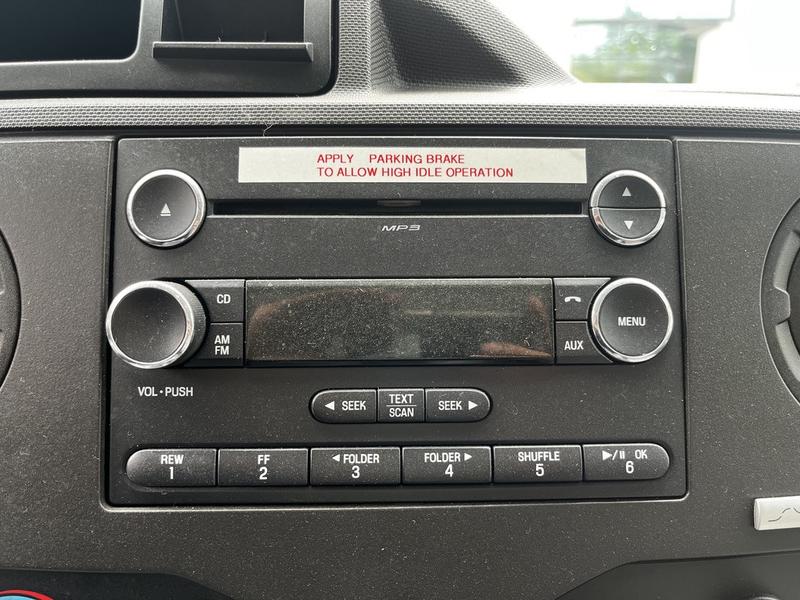 APPLY PARKING BRAKE
TO ALLOW HIGH IDLE OPERATION
MP3
CD
MENU
AM
FM
AUX
VOL • PUSH
◄ SEEK
TEXT
SCAN
SEEK ►
REW
1
FF
2
◄ FOLDER
3
FOLDER ►
4
SHUFFLE
5
►/II OK
6